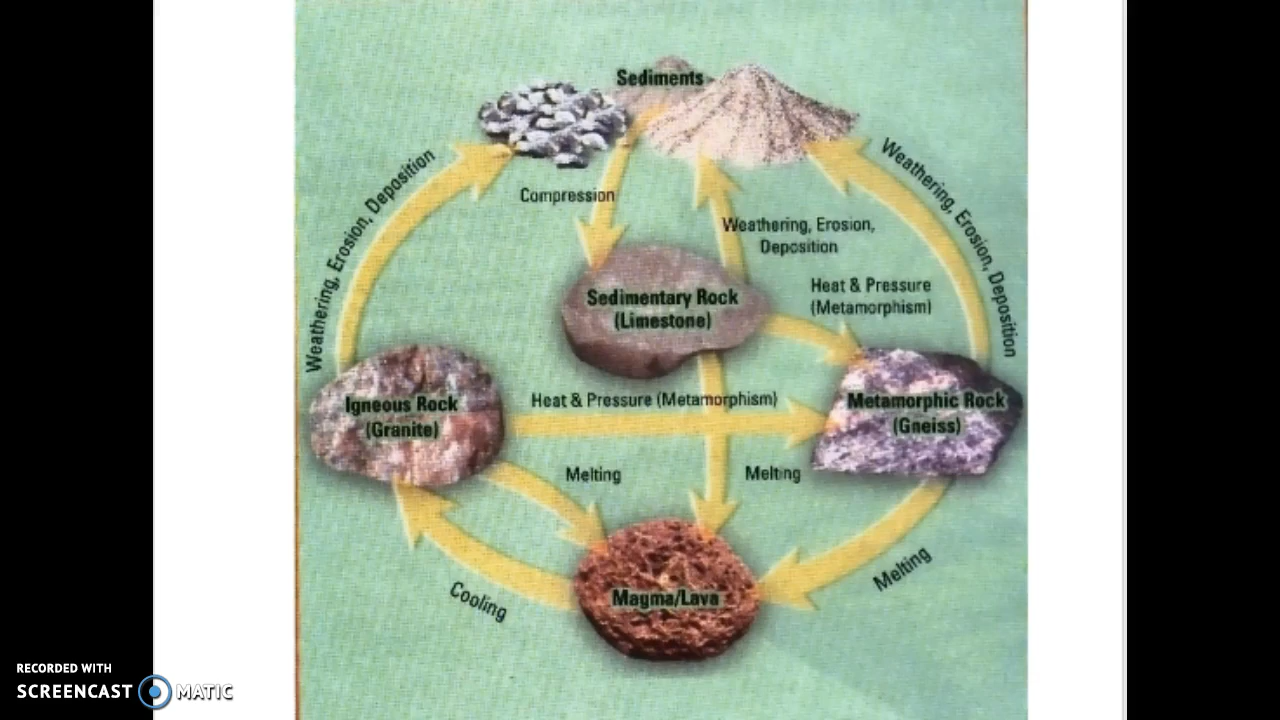 Sediments
Weathering, Erosion, Deposition
Compression
Weathering, Erosion,
Deposition
Weathering, Erosion, Deposition
Heat & Pressure
(Metamorphism)
Sedimentary Rock
(Limestone)
Igneous Rock
(Granite)
Heat & Pressure (Metamorphism)
Metamorphic Rock
(Gneiss)
Melting
Melting
Melting
Cooling
Magma/Lava
RECORDED WITH
SCREENCAST MATIC